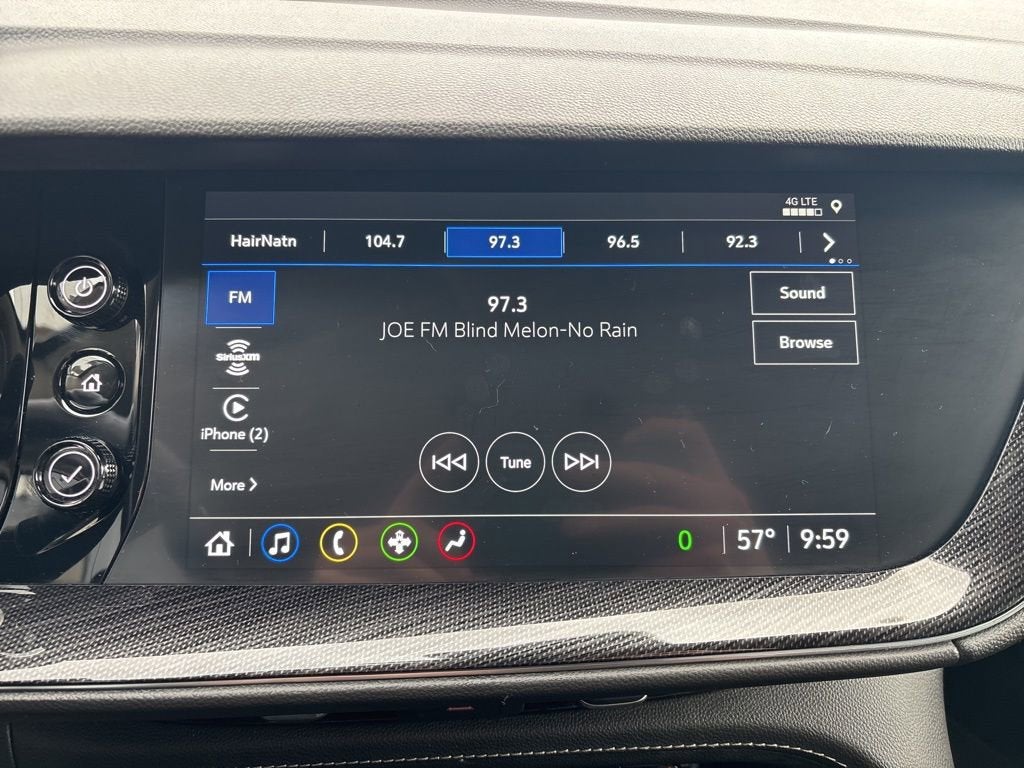 4G LTE
HairNatn 104.7 97.3 96.5 92.3
FM
97.3
JOE FM Blind Melon-No Rain
Sound
Browse
SiriusXM
iPhone (2)
Tune
More
0 57° 9:59